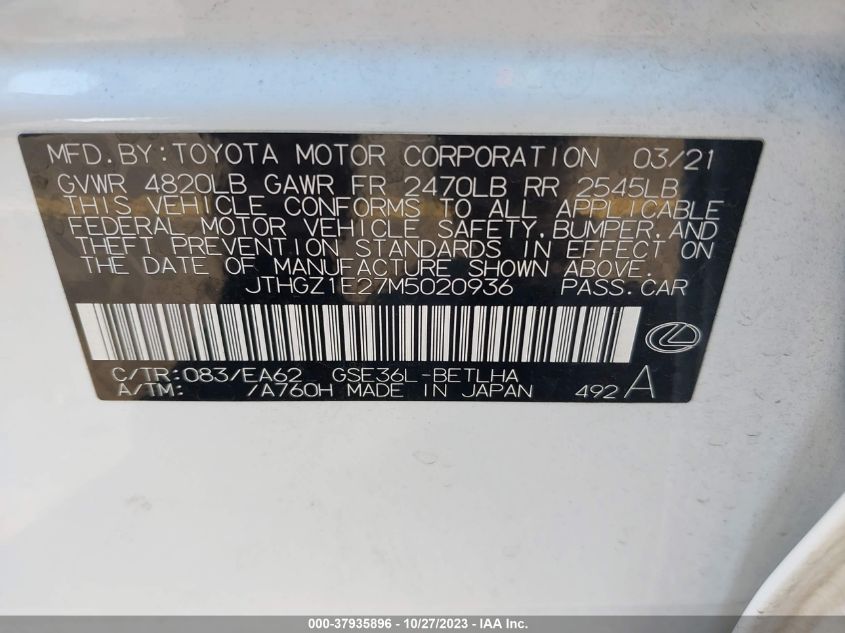 MFD. BY: TOYOTA MOTOR CORPORATION 03/21
GVWR 4820LB GAWR FR 2470LB RR 2545LB
THIS VEHICLE CONFORMS TO ALL APPLICABLE
FEDERAL MOTOR VEHICLE SAFETY, BUMPER, AND
THEFT PREVENTION STANDARDS IN EFFECT ON
THE DATE OF MANUFACTURE SHOWN ABOVE.
JTHGZ1E27M5020936 PASS. CAR
C/TR: 083/EA62 GSE36L-BETLHA
A/TM: /A760H MADE IN JAPAN 492 A
000-37935896 - 10/27/2023 - IAA Inc.